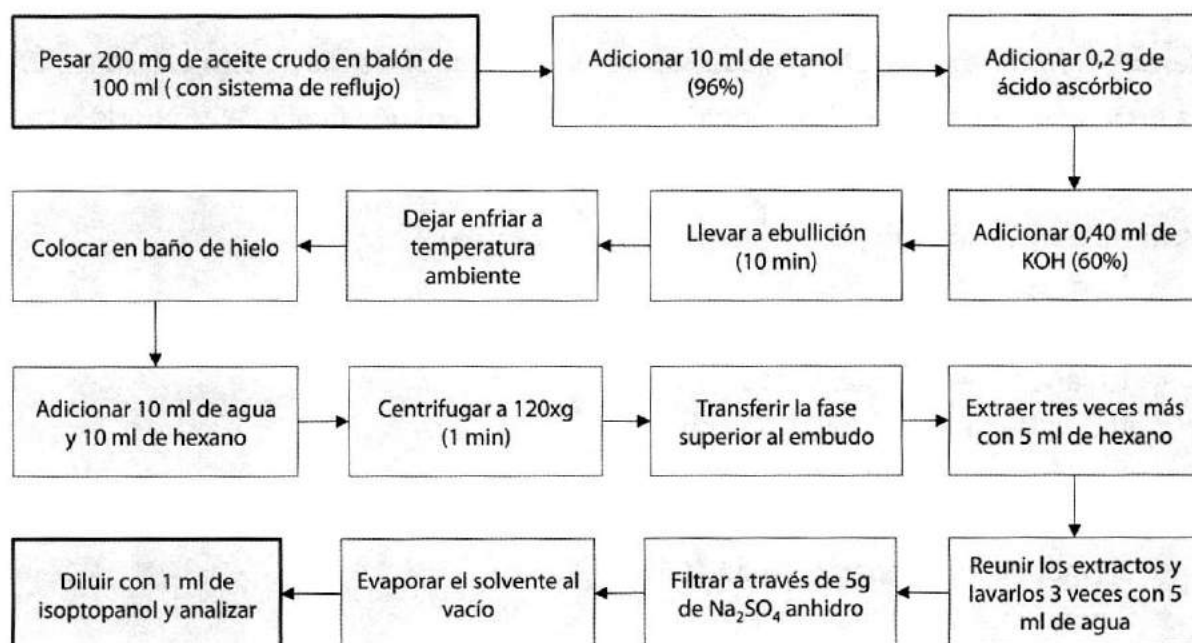 Pesar 200 mg de aceite crudo en balón de
100 ml ( con sistema de reflujo)
Adicionar 10 ml de etanol
(96%)
Adicionar 0,2 g de
ácido ascórbico
Adicionar 0,40 ml de
KOH (60%)
Llevar a ebullición
(10 min)
Dejar enfriar a
temperatura
ambiente
Colocar en baño de hielo
Adicionar 10 ml de agua
y 10 ml de hexano
Centrifugar a 120xg
(1 min)
Transferir la fase
superior al embudo
Extraer tres veces más
con 5 ml de hexano
Reunir los extractos y
lavarlos 3 veces con 5
ml de agua
Filtrar a través de 5g
de Na₂SO₄ anhidro
Evaporar el solvente al
vacío
Diluir con 1 ml de
isoptopanol y analizar